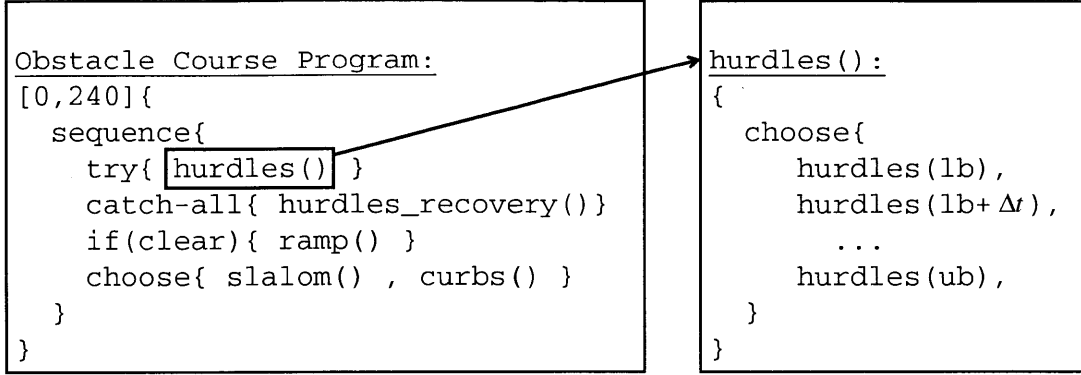 Obstacle Course Program:
[0,240]{
sequence{
try{ hurdles() }
catch-all{ hurdles_recovery()}
if(clear){ ramp() }
choose{ slalom() , curbs() }
}
}
hurdles():
{
choose{
hurdles(lb),
hurdles(lb+ Δt),
...
hurdles(ub),
}
}